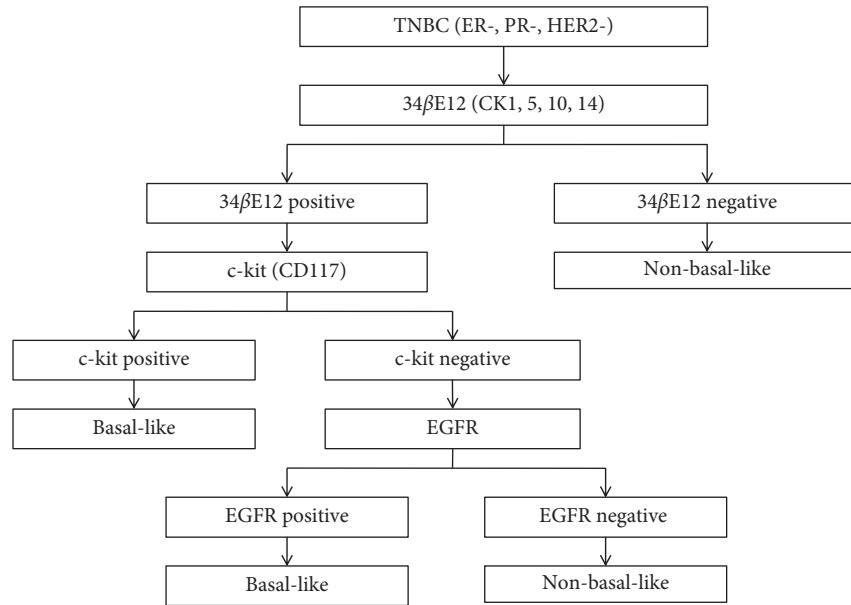 TNBC (ER-, PR-, HER2-)
34βE12 (CK1, 5, 10, 14)
34βE12 positive
34βE12 negative
c-kit (CD117)
Non-basal-like
c-kit positive
c-kit negative
Basal-like
EGFR
EGFR positive
EGFR negative
Basal-like
Non-basal-like